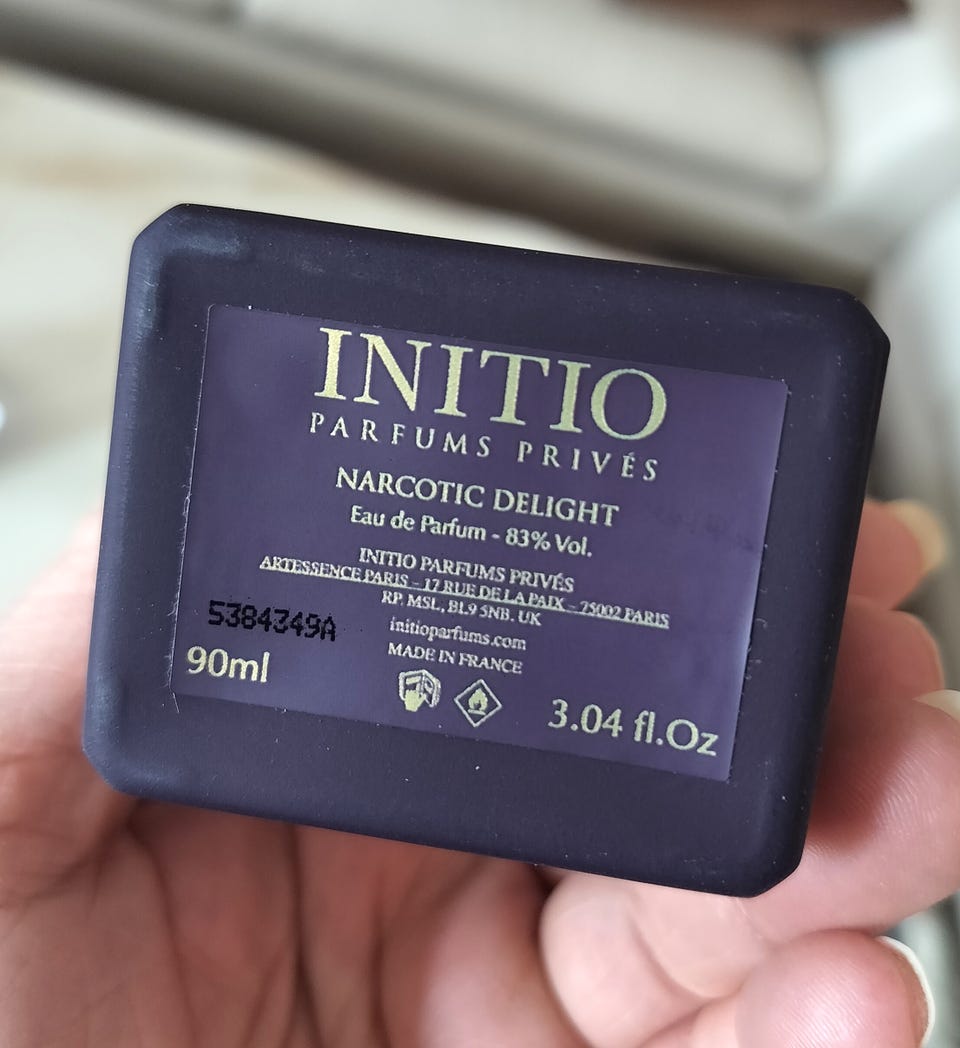 INITIO
PARFUMS PRIVÉS
NARCOTIC DELIGHT
Eau de Parfum - 83% Vol.
INITIO PARFUMS PRIVÉS
ARTESSENCE PARIS - 17 RUE DE LA PAIX - 75002 PARIS
RP. MSL, BL9 5NB. UK
initioparfums.com
MADE IN FRANCE
5384349A
90ml
3.04 fl.Oz